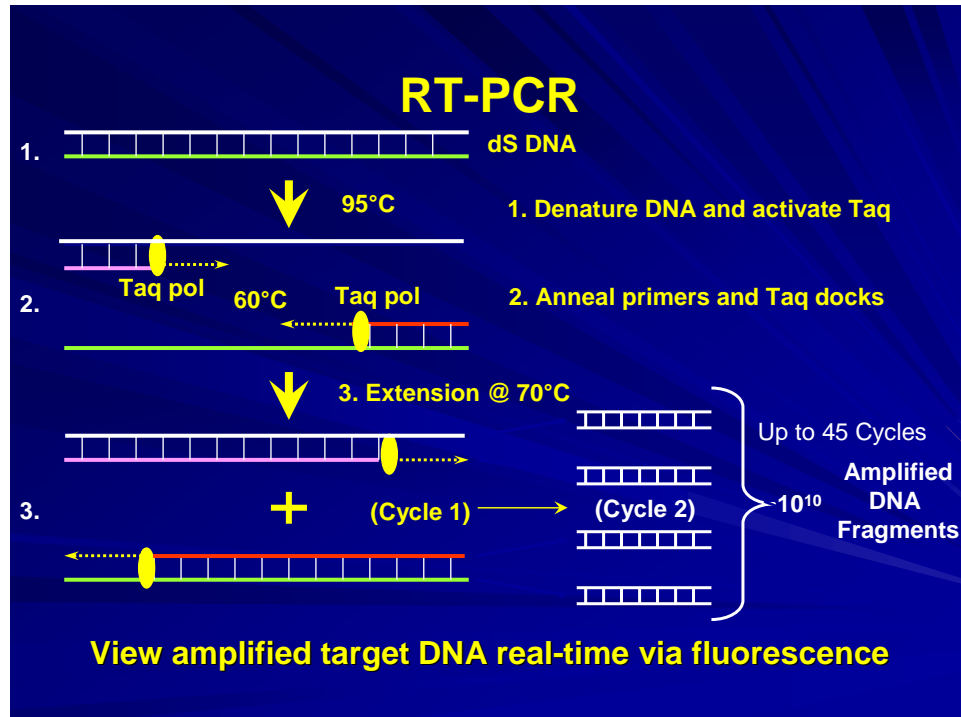 RT-PCR
1.
dS DNA
95°C
1. Denature DNA and activate Taq
Taq pol
2.
60°C
Taq pol
2. Anneal primers and Taq docks
3. Extension @ 70°C
Up to 45 Cycles
3.
(Cycle 1)
(Cycle 2)
~10¹⁰
Amplified
DNA
Fragments
View amplified target DNA real-time via fluorescence